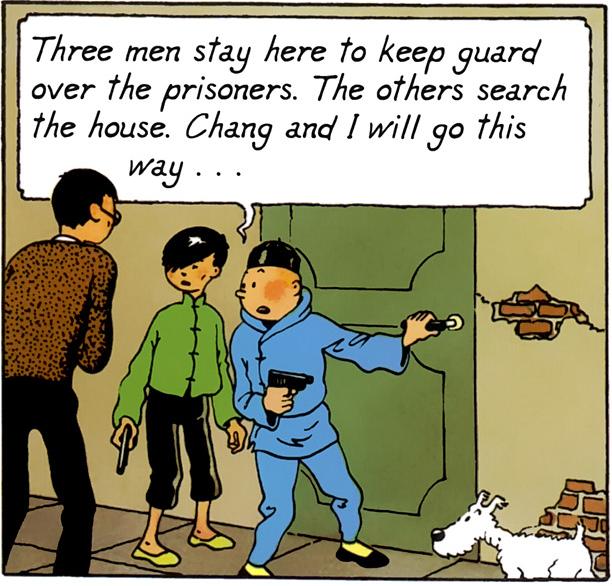 Three men stay here to keep guard
over the prisoners. The others search
the house. Chang and I will go this
way . . .